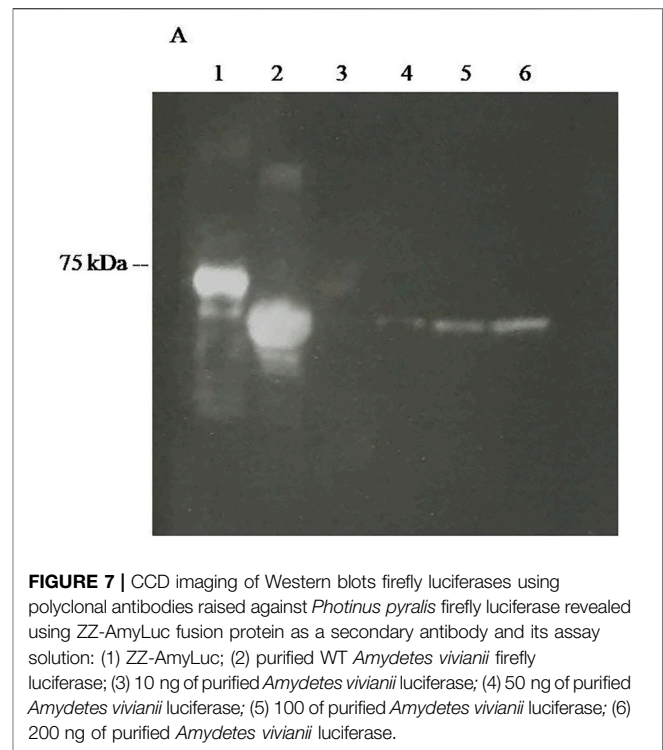 A
1 2 3 4 5 6
75 kDa --
FIGURE 7 | CCD imaging of Western blots firefly luciferases using
polyclonal antibodies raised against Photinus pyralis firefly luciferase revealed
using ZZ-AmyLuc fusion protein as a secondary antibody and its assay
solution: (1) ZZ-AmyLuc; (2) purified WT Amydetes vivianii firefly
luciferase; (3) 10 ng of purified Amydetes vivianii luciferase; (4) 50 ng of purified
Amydetes vivianii luciferase; (5) 100 of purified Amydetes vivianii luciferase; (6)
200 ng of purified Amydetes vivianii luciferase.